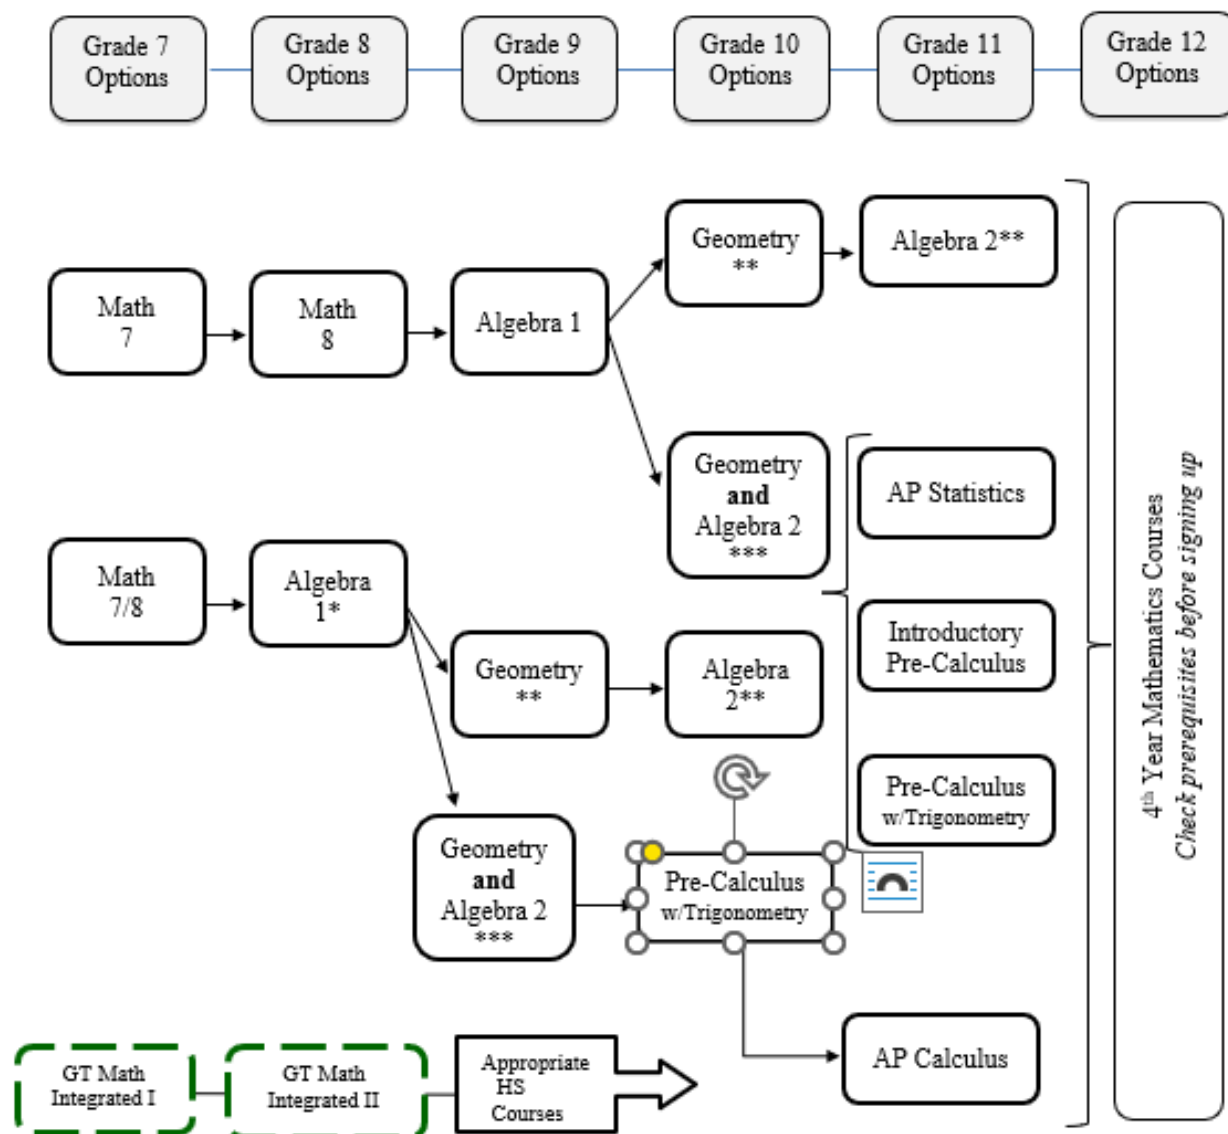 Grade 7
Options
Grade 8
Options
Grade 9
Options
Grade 10
Options
Grade 11
Options
Grade 12
Options
Math
7
Math
8
Algebra 1
Geometry
**
Algebra 2**
Geometry
and
Algebra 2
***
AP Statistics
Math
7/8
Algebra
1*
Geometry
**
Algebra
2**
Introductory
Pre-Calculus
Pre-Calculus
w/Trigonometry
Geometry
and
Algebra 2
***
Pre-Calculus
w/Trigonometry
AP Calculus
GT Math
Integrated I
GT Math
Integrated II
Appropriate
HS
Courses
4th Year Mathematics Courses
Check prerequisites before signing up